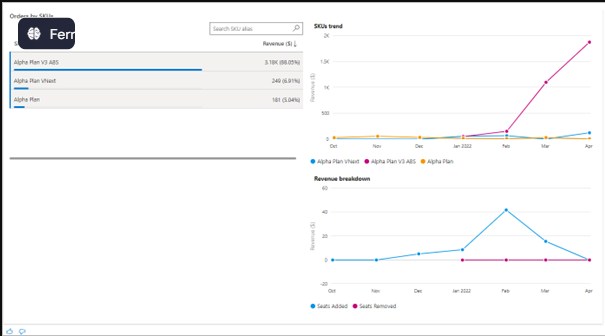 Orders by SKUs
Ferr
Search SKU alias
Revenue ($) ↓
Alpha Plan V3 ABS 3.18K (88.05%)
Alpha Plan VNext 249 (6.91%)
Alpha Plan 181 (5.04%)
SKUs trend
Revenue ($)
2K
1.5K
1.0K
500
0
Oct Nov Dec Jan 2022 Feb Mar Apr
Alpha Plan VNext Alpha Plan V3 ABS Alpha Plan
Revenue breakdown
Revenue ($)
60
40
20
0
-20
Oct Nov Dec Jan 2022 Feb Mar Apr
Seats Added Seats Removed